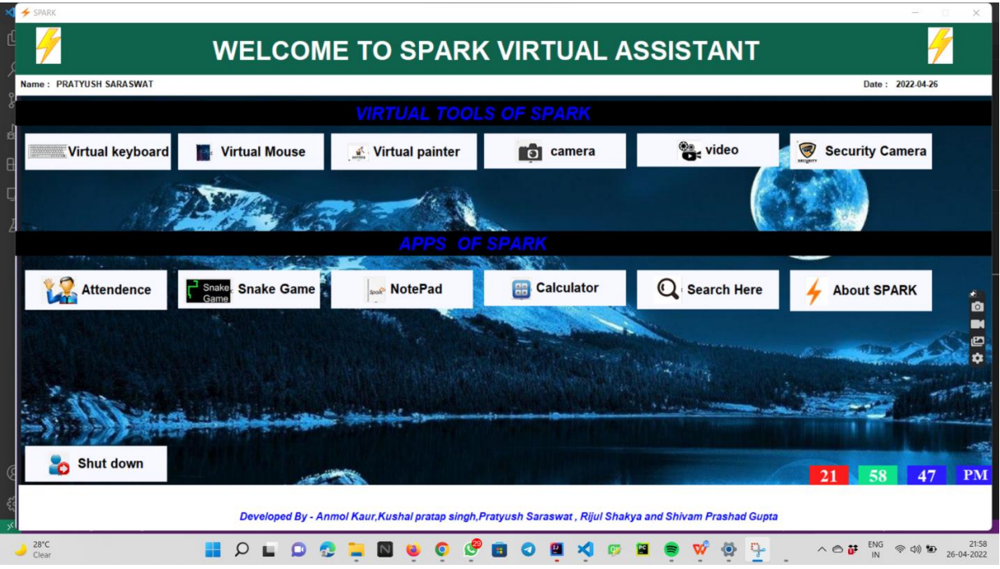 SPARK
WELCOME TO SPARK VIRTUAL ASSISTANT
Name : PRATYUSH SARASWAT
Date : 2022-04-26
VIRTUAL TOOLS OF SPARK
Virtual keyboard
Virtual Mouse
Virtual painter
camera
video
SECURITY
Security Camera
APPS OF SPARK
Attendence
Snake
Game
Snake Game
Spark
NotePad
Calculator
Search Here
About SPARK
Shut down
21 58 47 PM
Developed By - Anmol Kaur,Kushal pratap singh,Pratyush Saraswat , Rijul Shakya and Shivam Prashad Gupta
28°C
Clear
29
ENG
IN
21:58
26-04-2022